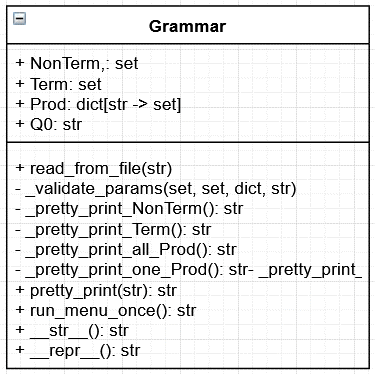 Grammar
+ NonTerm,: set
+ Term: set
+ Prod: dict[str -> set]
+ Q0: str
+ read_from_file(str)
- _validate_params(set, set, dict, str)
- _pretty_print_NonTerm(): str
- _pretty_print_Term(): str
- _pretty_print_all_Prod(): str
- _pretty_print_one_Prod(): str- _pretty_print_
+ pretty_print(str): str
+ run_menu_once(): str
+ __str__(): str
+ __repr__(): str